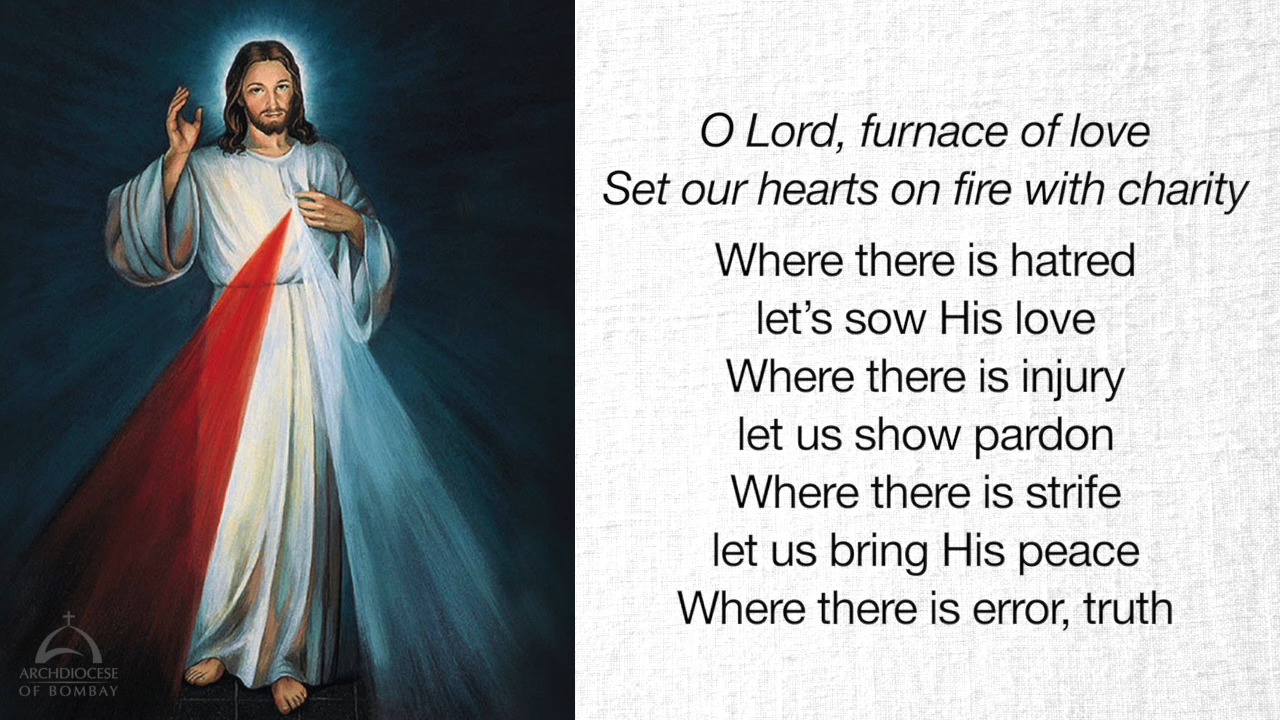 O Lord, furnace of love
Set our hearts on fire with charity
Where there is hatred
let’s sow His love
Where there is injury
let us show pardon
Where there is strife
let us bring His peace
Where there is error, truth
ARCHDIOCESE
OF BOMBAY